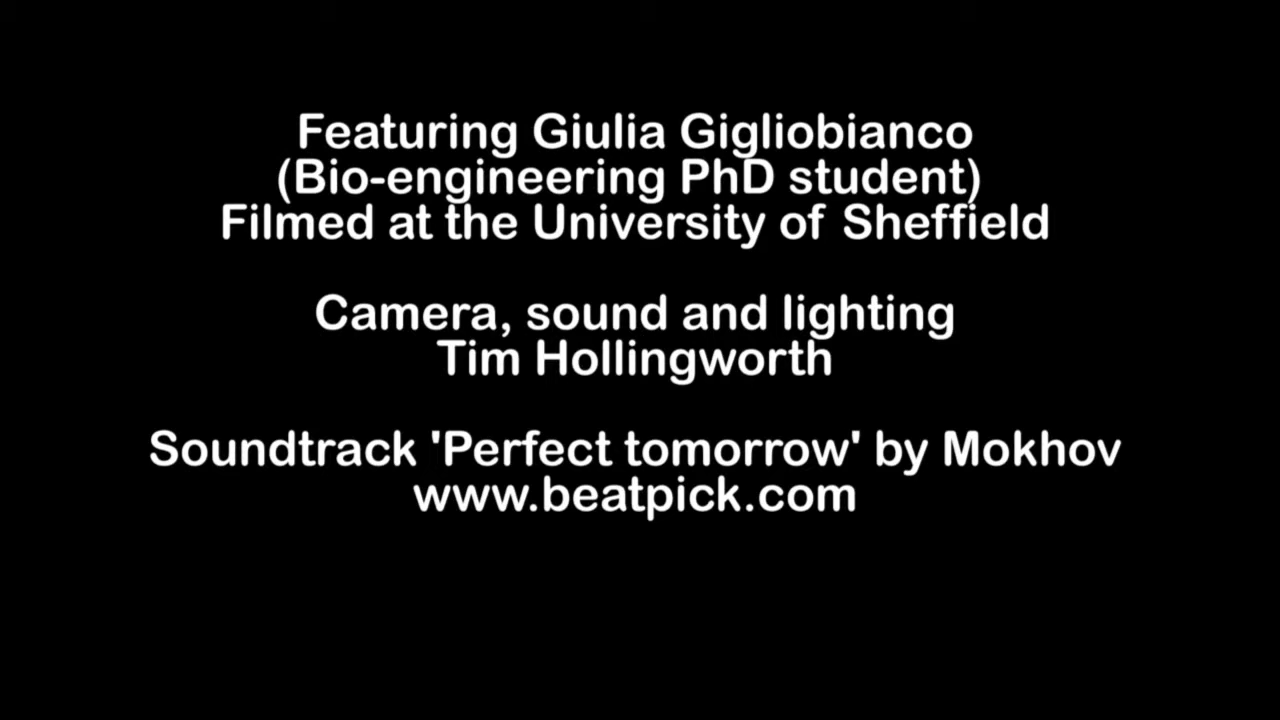 Featuring Giulia Gigliobianco
(Bio-engineering PhD student)
Filmed at the University of Sheffield
Camera, sound and lighting
Tim Hollingworth
Soundtrack 'Perfect tomorrow' by Mokhov
www.beatpick.com